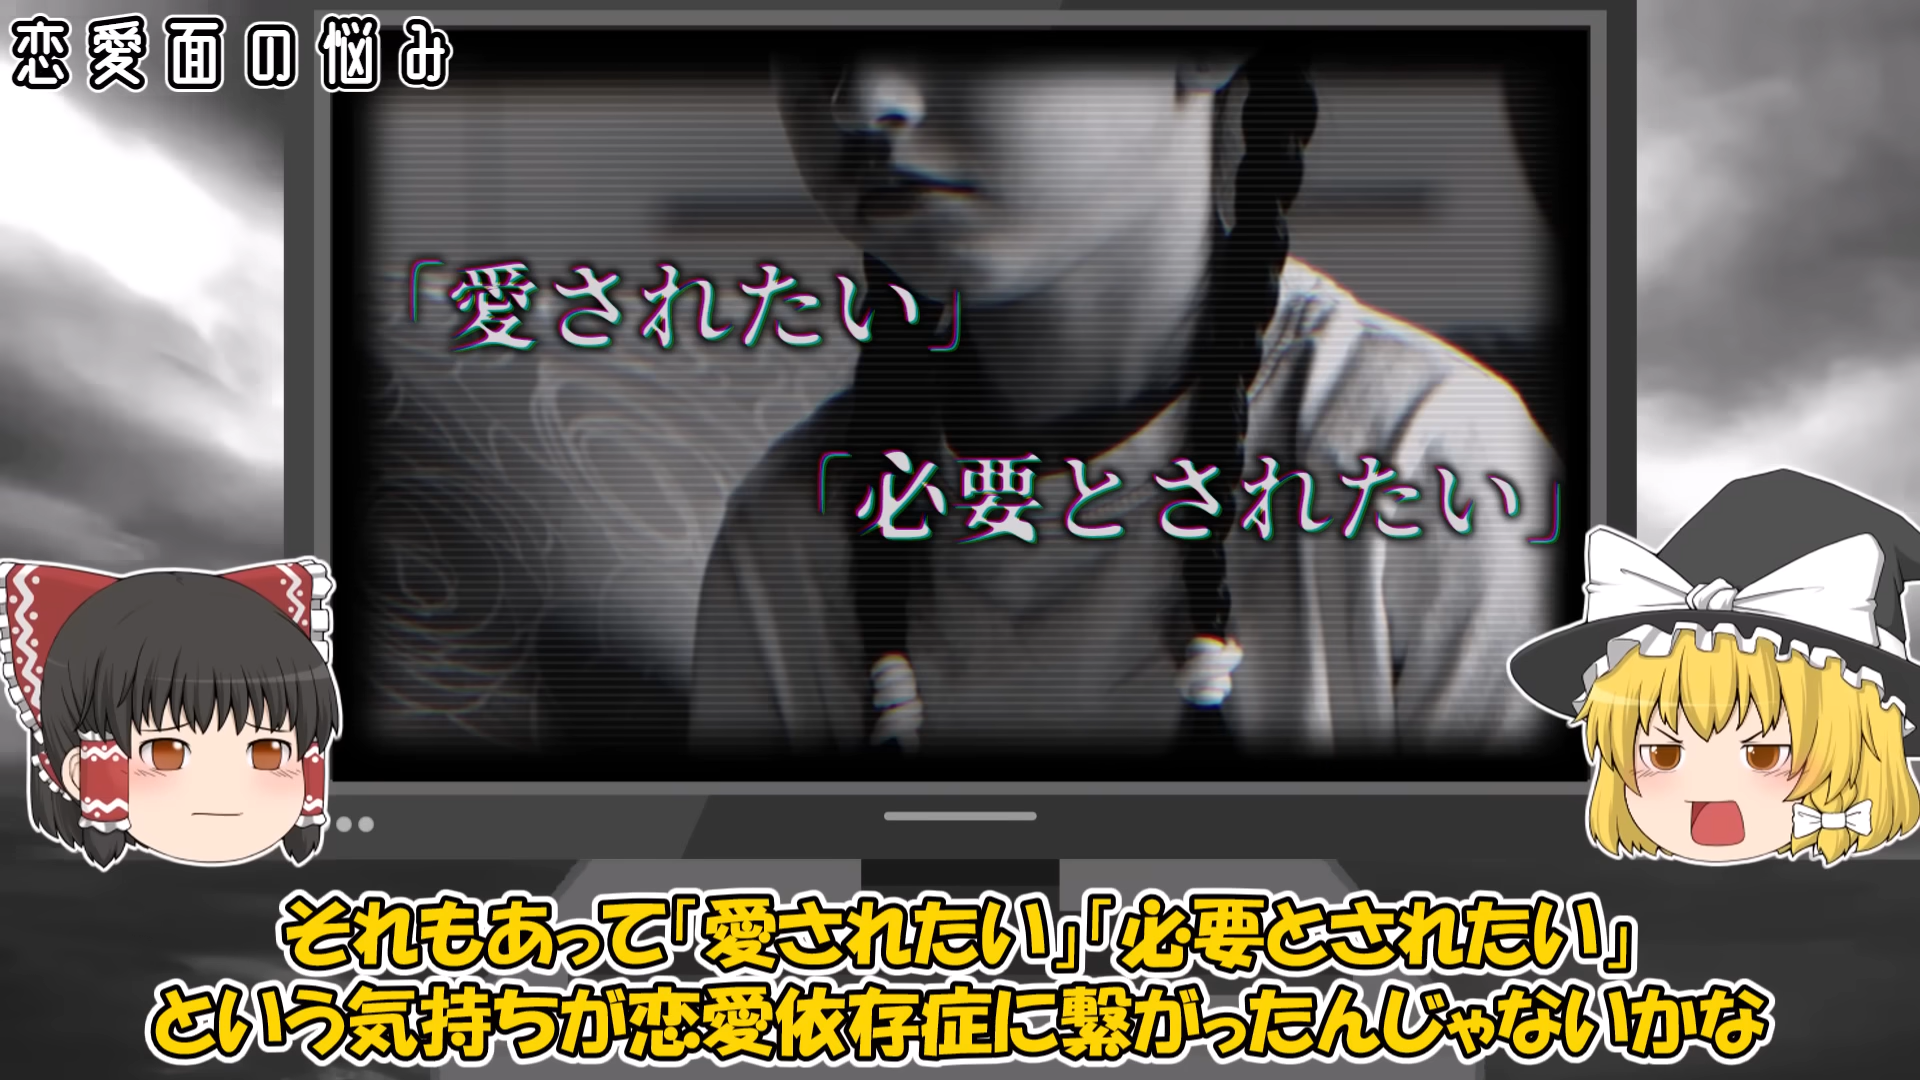 恋愛面の悩み
「愛されたい」
「必要とされたい」
それもあって「愛されたい」「必要とされたい」
という気持ちが恋愛依存症に繋がったんじゃないかな